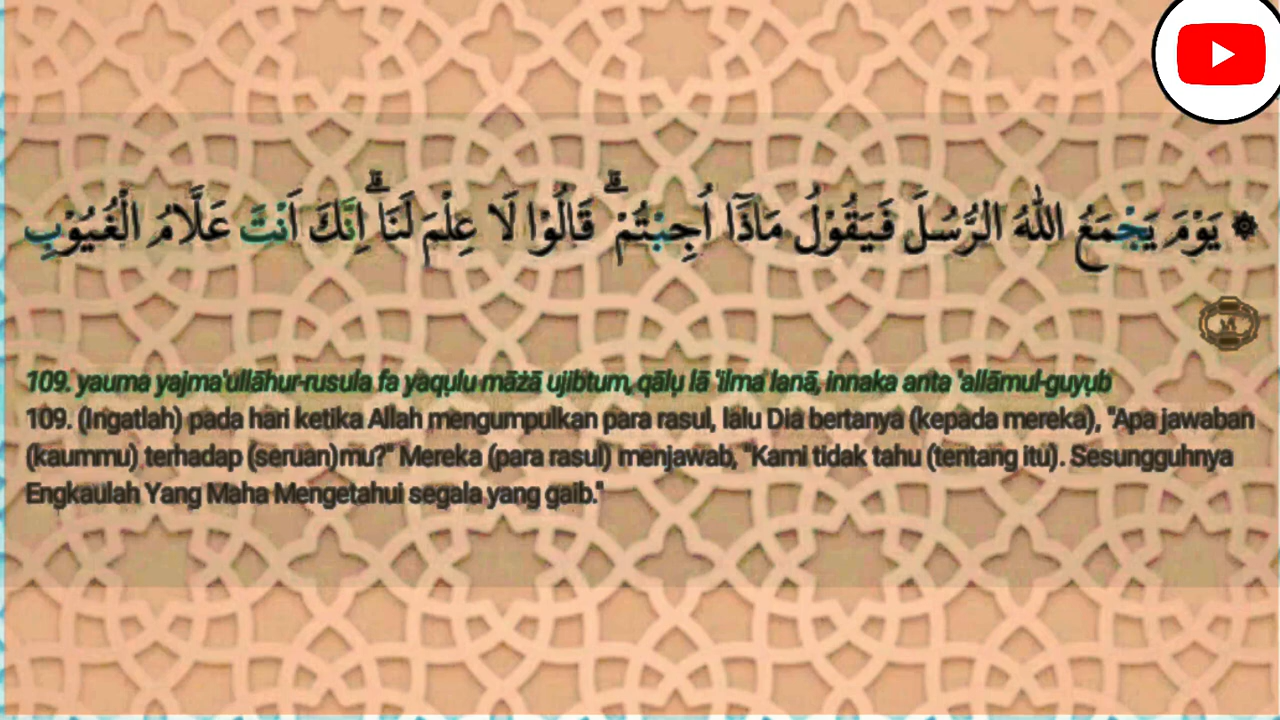 ۞ يَوْمَ يَجْمَعُ اللّٰهُ الرُّسُلَ فَيَقُوْلُ مَاذَآ اُجِبْتُمْ ۗ قَالُوْا لَا عِلْمَ لَنَا ۗاِنَّكَ اَنْتَ عَلَّامُ الْغُيُوْبِ
109. yauma yajma'ullāhur-rusula fa yaqụlu māżā ujibtum, qālụ lā 'ilma lanā, innaka anta 'allāmul-guyụb
109. (Ingatlah) pada hari ketika Allah mengumpulkan para rasul, lalu Dia bertanya (kepada mereka), "Apa jawaban
(kaummu) terhadap (seruan)mu?" Mereka (para rasul) menjawab, "Kami tidak tahu (tentang itu). Sesungguhnya
Engkaulah Yang Maha Mengetahui segala yang gaib."